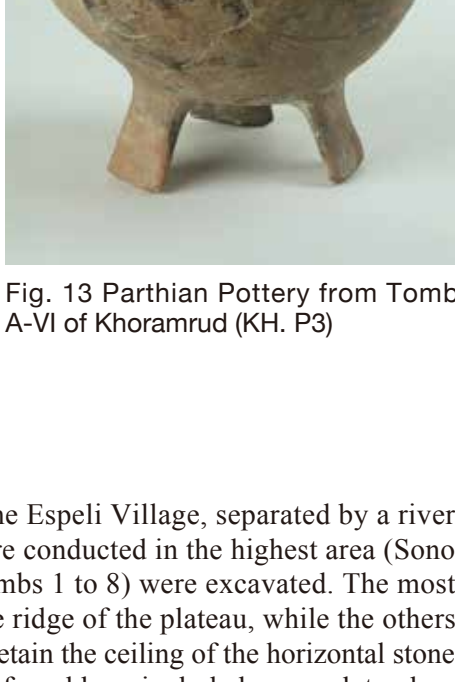 Fig. 13 Parthian Pottery from Tomb
A-VI of Khoramrud (KH. P3)
Espeli Village, separated by a river
conducted in the highest area (Sono
1 to 8) were excavated. The most
ridge of the plateau, while the others
the ceiling of the horizontal stone